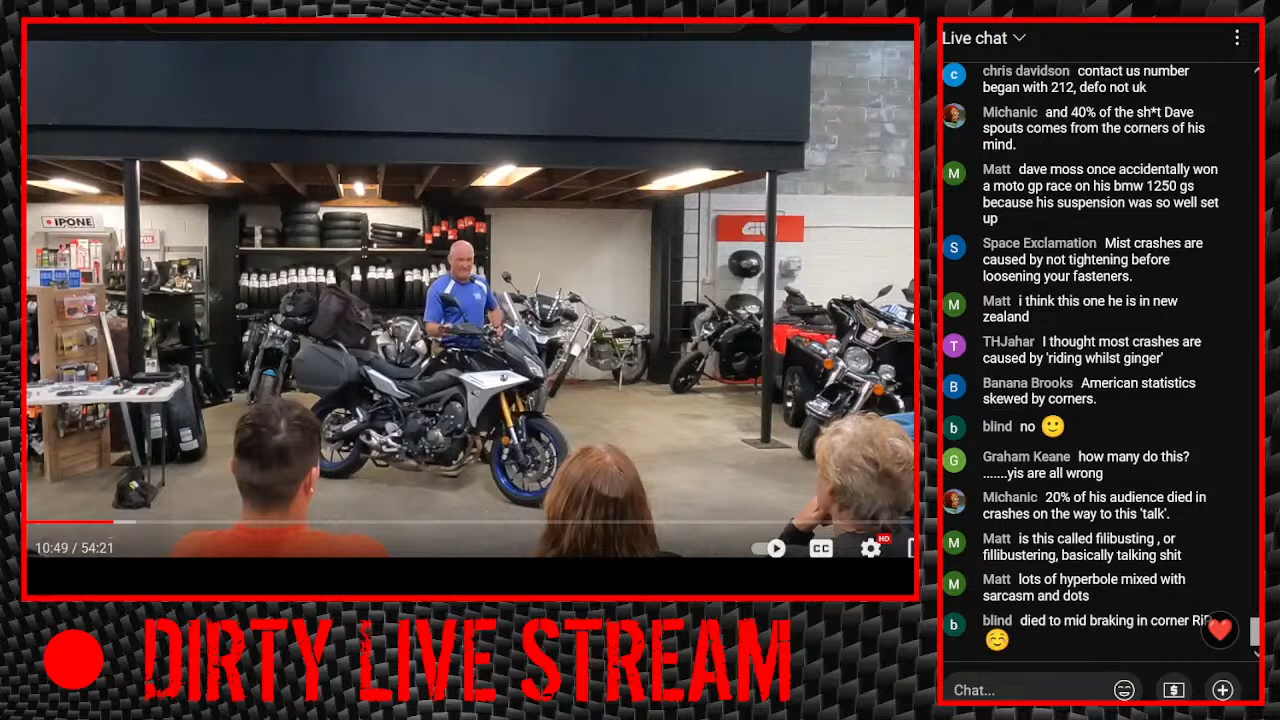 IPONE
GIVI
10:49 / 54:21
CC
HD
DIRTY LIVE STREAM
Live chat
chris davidson contact us number
began with 212, defo not uk
Michanic and 40% of the sh*t Dave
spouts comes from the corners of his
mind.
Matt dave moss once accidentally won
a moto gp race on his bmw 1250 gs
because his suspension was so well set
up
Space Exclamation Mist crashes are
caused by not tightening before
loosening your fasteners.
Matt i think this one he is in new
zealand
THJahar I thought most crashes are
caused by 'riding whilst ginger'
Banana Brooks American statistics
skewed by corners.
blind no 🙂
Graham Keane how many do this?
.......yis are all wrong
Michanic 20% of his audience died in
crashes on the way to this 'talk'.
Matt is this called filibusting , or
fillibustering, basically talking shit
Matt lots of hyperbole mixed with
sarcasm and dots
blind died to mid braking in corner RiP
☺️
Chat...